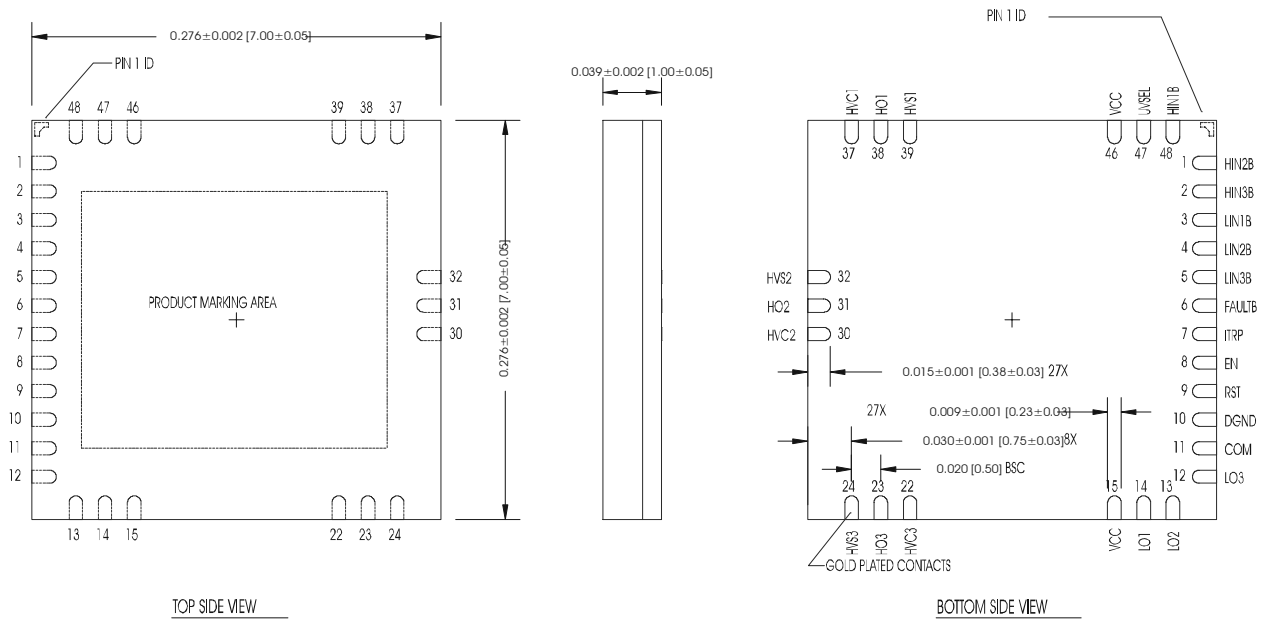 0.276±0.002 [7.00±0.05]
PIN 1 ID
48 47 46 39 38 37
1
2
3
4
5
6
7
8
9
10
11
12
32
31
30
PRODUCT MARKING AREA
13 14 15 22 23 24
0.276±0.002 [7.00±0.05]
TOP SIDE VIEW
0.039±0.002 [1.00±0.05]
PIN 1 ID
HVC1 HO1 HVS1 VCC UVSEL HIN1B
37 38 39 46 47 48
1 HIN2B
2 HIN3B
3 LIN1B
4 LIN2B
5 LIN3B
6 FAULTB
7 ITRP
8 EN
9 RST
10 DGND
11 COM
12 LO3
HVS2 32
HO2 31
HVC2 30
0.015±0.001 [0.38±0.03] 27X
27X 0.009±0.001 [0.23±0.03]
0.030±0.001 [0.75±0.03]8X
0.020 [0.50] BSC
24 23 22 15 14 13
HVS3 HO3 HVC3 VCC LO1 LO2
GOLD PLATED CONTACTS
BOTTOM SIDE VIEW